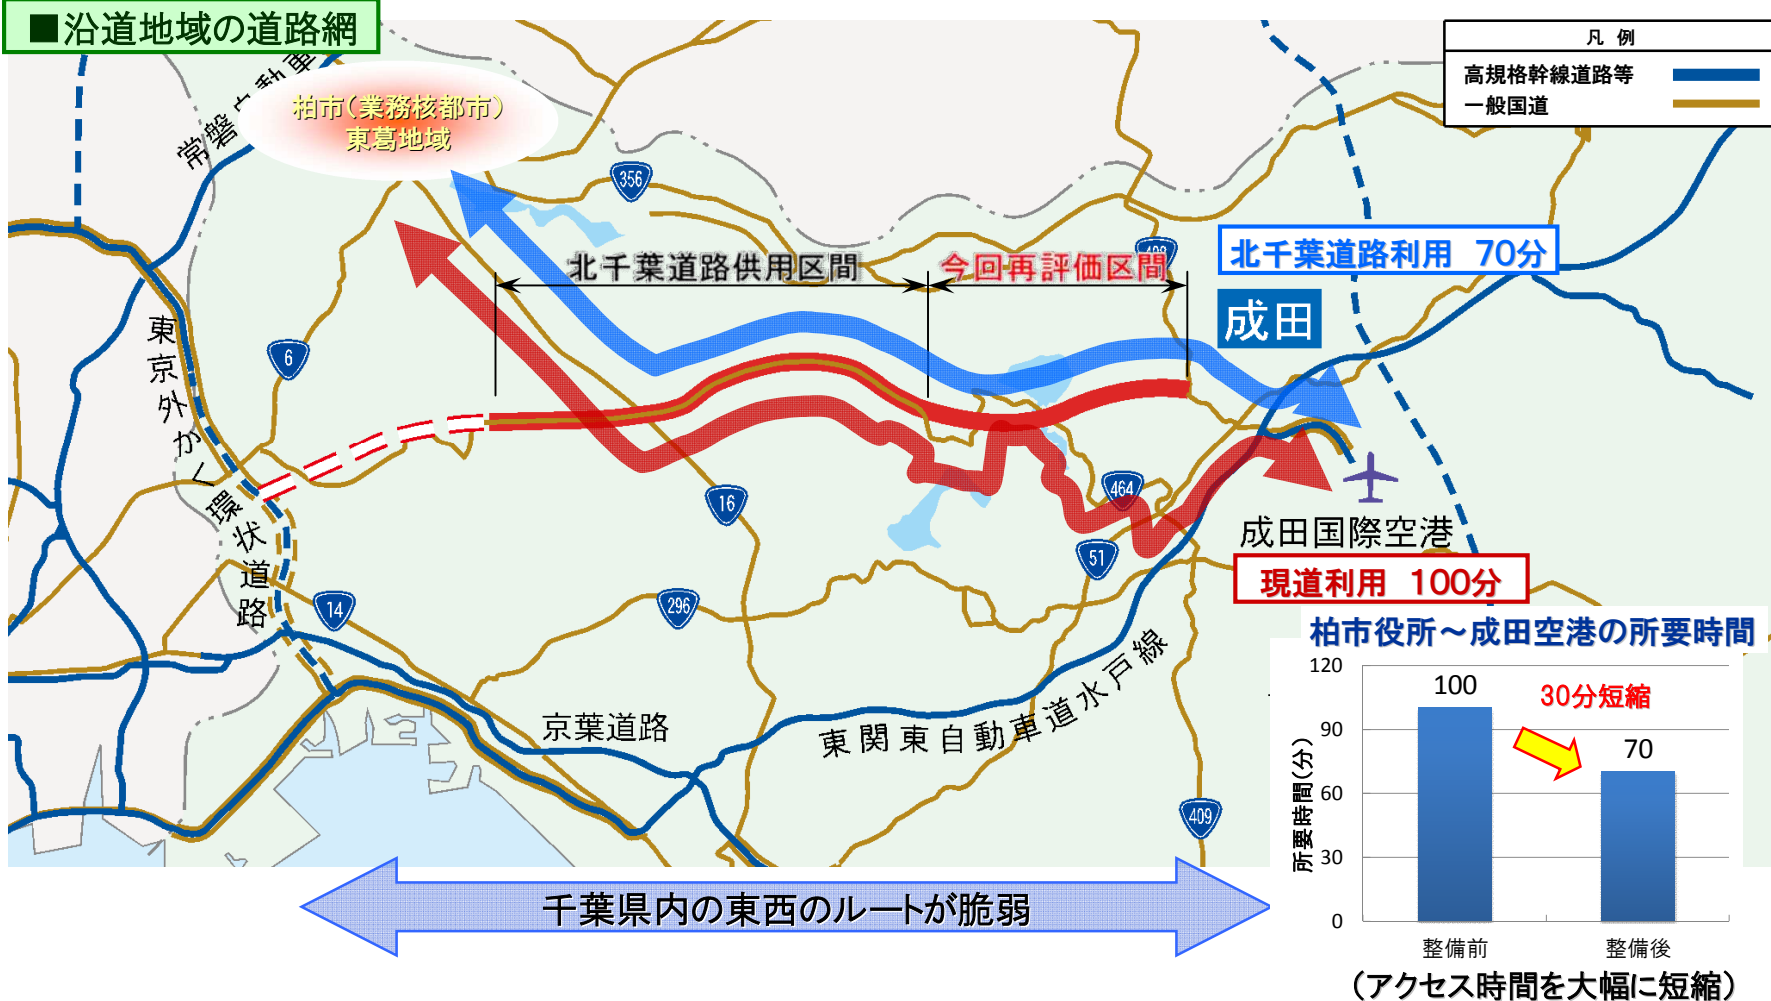 ■沿道地域の道路網
凡 例
高規格幹線道路等
一般国道
常磐自動車
柏市(業務核都市)
東葛地域
356
408
北千葉道路利用 70分
北千葉道路供用区間
今回再評価区間
成田
東京外かく環状道路
6
16
464
51
成田国際空港
現道利用 100分
14
296
京葉道路
東関東自動車道水戸線
409
千葉県内の東西のルートが脆弱
柏市役所～成田空港の所要時間
所要時間(分)
120
90
60
30
0
100
30分短縮
70
整備前
整備後
(アクセス時間を大幅に短縮)